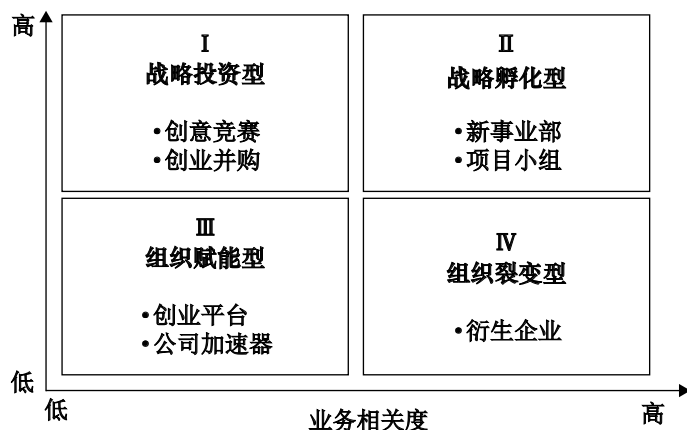 高
Ⅰ
战略投资型
•创意竞赛
•创业并购
Ⅱ
战略孵化型
•新事业部
•项目小组
Ⅲ
组织赋能型
•创业平台
•公司加速器
Ⅳ
组织裂变型
•衍生企业
低
低
业务相关度
高